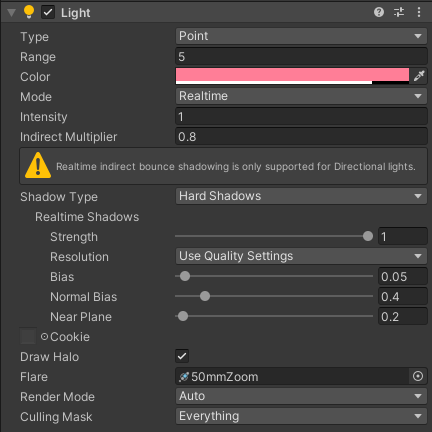 Light
Type Point
Range 5
Color
Mode Realtime
Intensity 1
Indirect Multiplier 0.8
Realtime indirect bounce shadowing is only supported for Directional lights.
Shadow Type Hard Shadows
Realtime Shadows
Strength 1
Resolution Use Quality Settings
Bias 0.05
Normal Bias 0.4
Near Plane 0.2
Cookie
Draw Halo
Flare 50mmZoom
Render Mode Auto
Culling Mask Everything